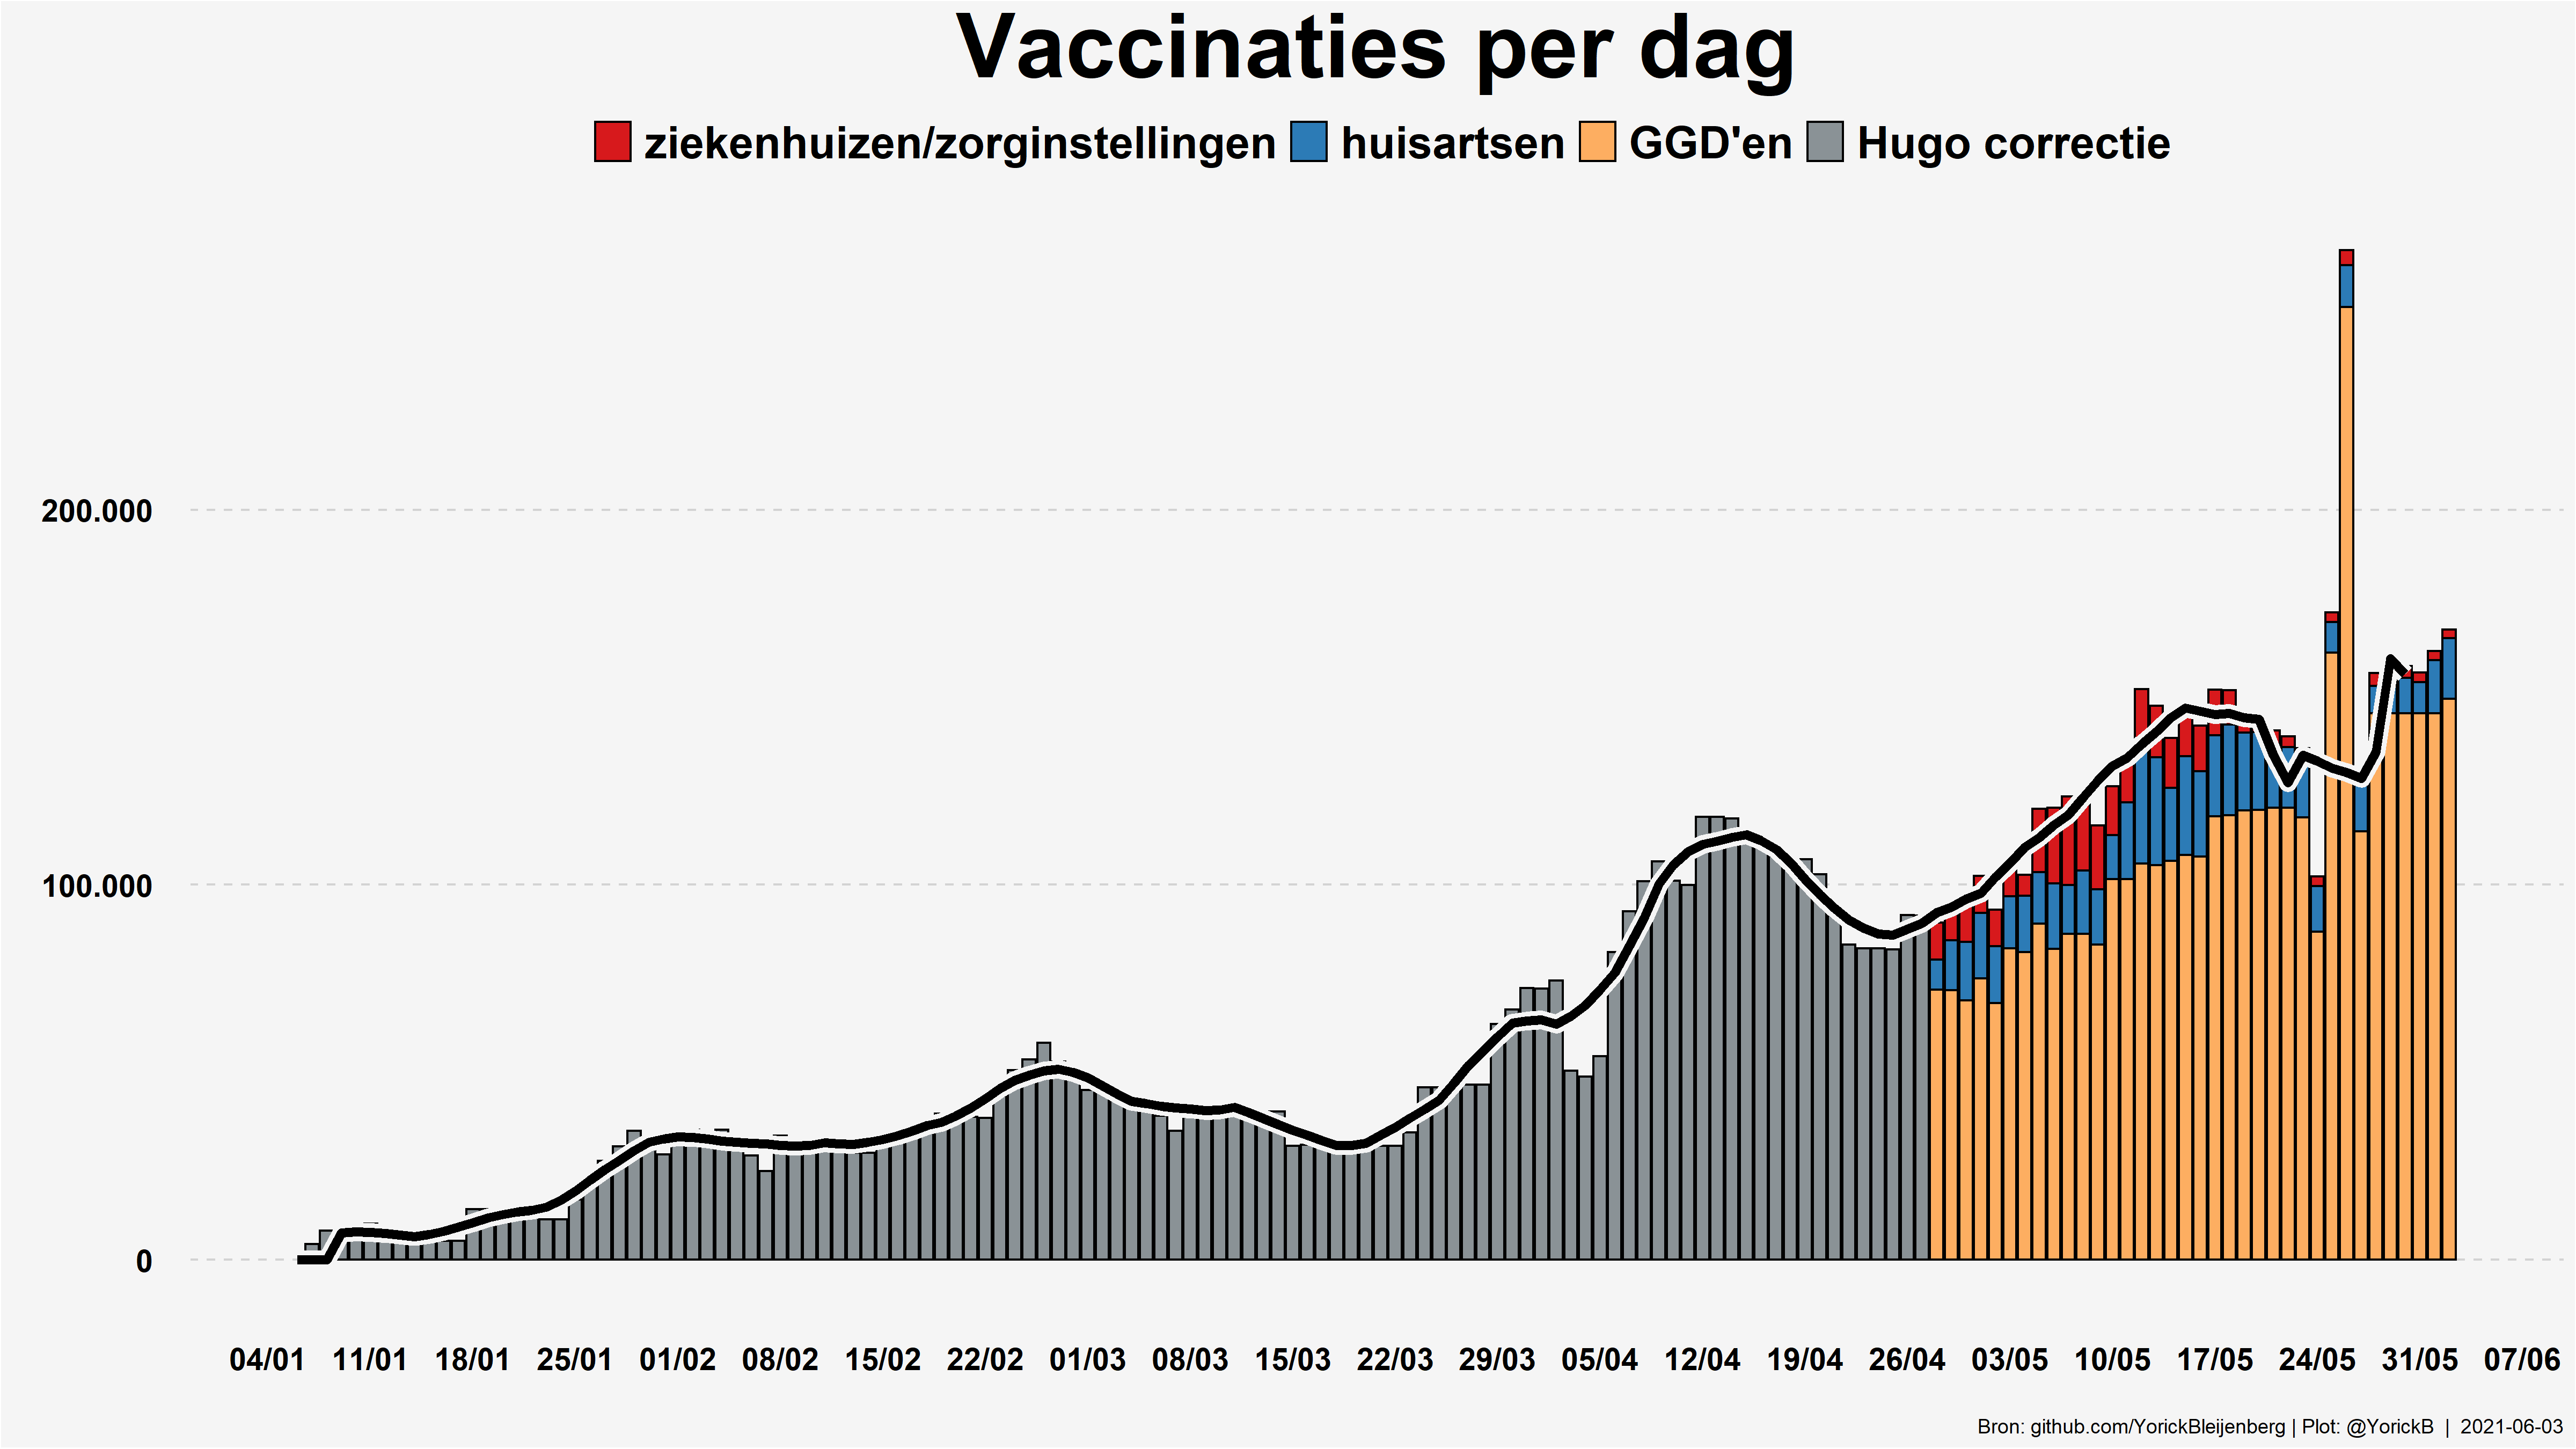 Vaccinaties per dag
ziekenhuizen/zorginstellingen huisartsen GGD'en Hugo correctie
200.000
100.000
0
04/01 11/01 18/01 25/01 01/02 08/02 15/02 22/02 01/03 08/03 15/03 22/03 29/03 05/04 12/04 19/04 26/04 03/05 10/05 17/05 24/05 31/05 07/06
Bron: github.com/YorickBleijenberg | Plot: @YorickB | 2021-06-03